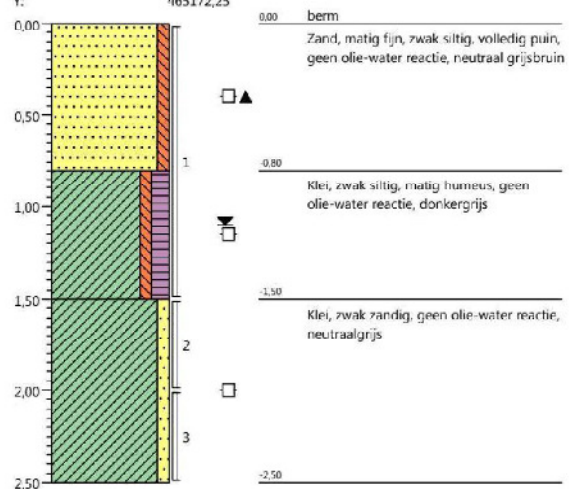 Y: 465172,25
0,00 berm
0,00
Zand, matig fijn, zwak siltig, volledig puin,
geen olie-water reactie, neutraal grijsbruin
0,50
1
-0,80
Klei, zwak siltig, matig humeus, geen
olie-water reactie, donkergrijs
1,00
1,50
-1,50
Klei, zwak zandig, geen olie-water reactie,
neutraalgrijs
2
2,00
3
2,50
-2,50